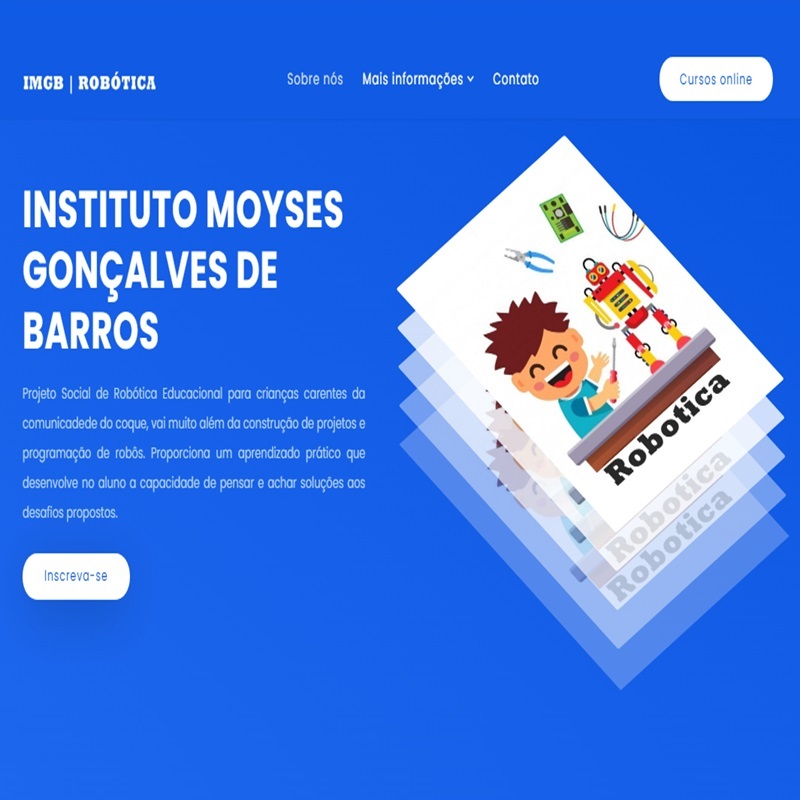 IMGB | ROBÓTICA
Sobre nós
Mais informações
Contato
Cursos online
INSTITUTO MOYSES
GONÇALVES DE
BARROS
Projeto Social de Robótica Educacional para crianças carentes da
comunicadede do coque, vai muito além da construção de projetos e
programação de robôs. Proporciona um aprendizado prático que
desenvolve no aluno a capacidade de pensar e achar soluções aos
desafios propostos.
Inscreva-se
Robotica
Robotica
Robotica